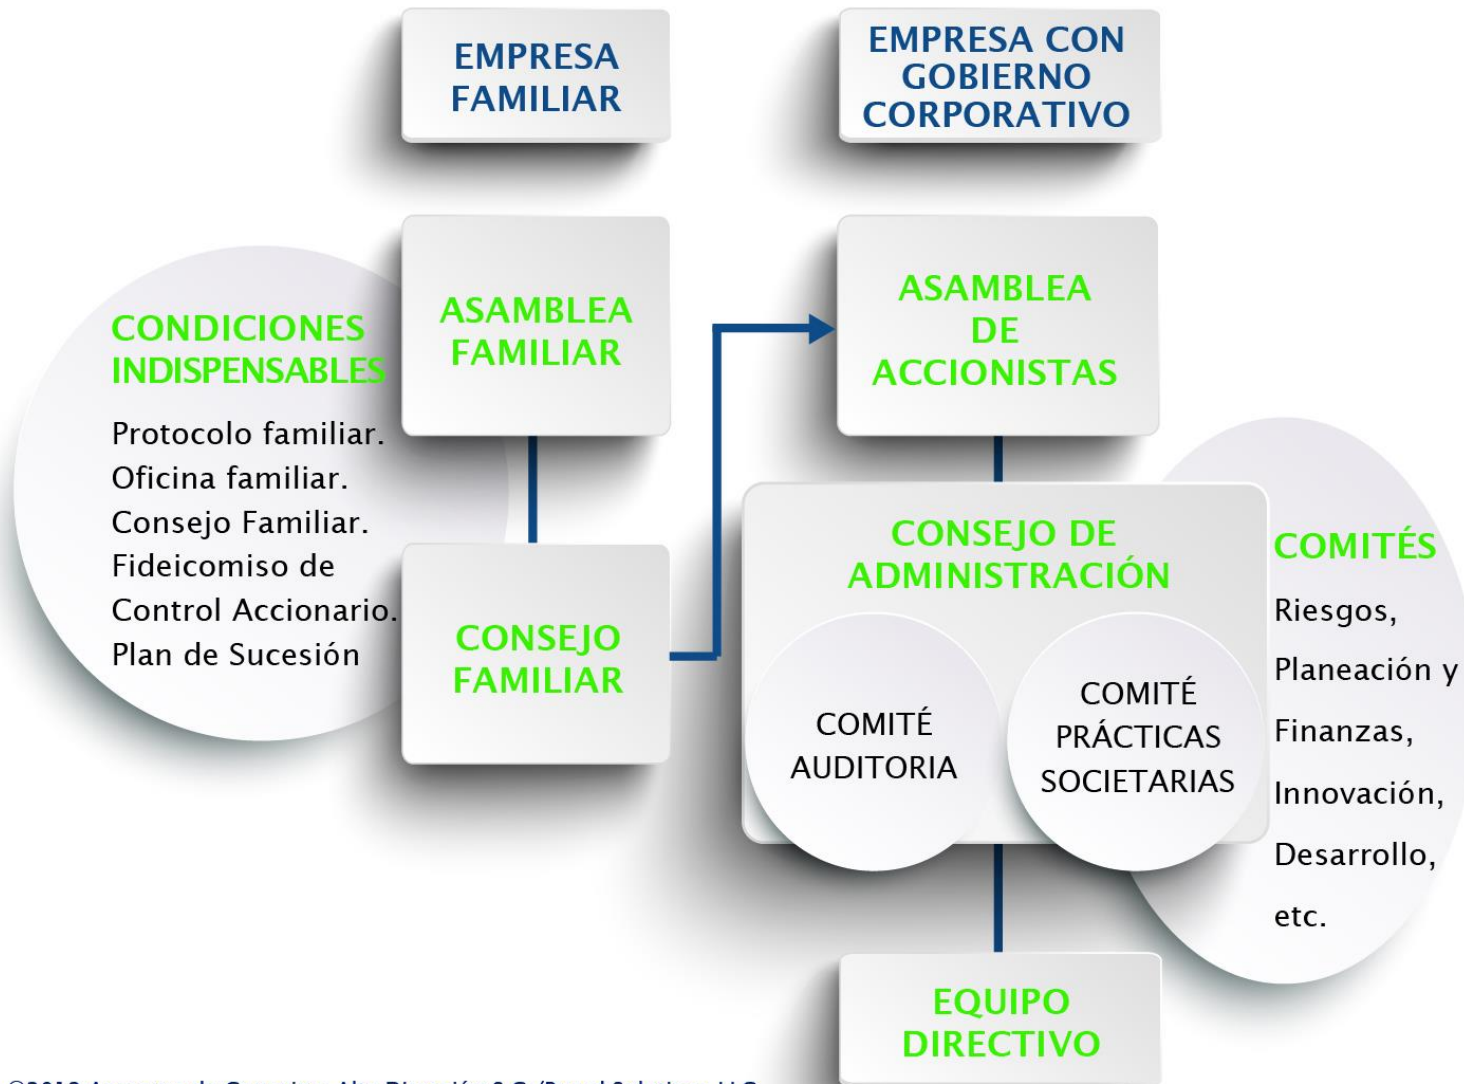 EMPRESA
FAMILIAR
EMPRESA CON
GOBIERNO
CORPORATIVO
CONDICIONES
INDISPENSABLES
Protocolo familiar.
Oficina familiar.
Consejo Familiar.
Fideicomiso de
Control Accionario.
Plan de Sucesión
ASAMBLEA
FAMILIAR
CONSEJO
FAMILIAR
ASAMBLEA
DE
ACCIONISTAS
CONSEJO DE
ADMINISTRACIÓN
COMITÉ
AUDITORIA
COMITÉ
PRÁCTICAS
SOCIETARIAS
COMITÉS
Riesgos,
Planeación y
Finanzas,
Innovación,
Desarrollo,
etc.
EQUIPO
DIRECTIVO